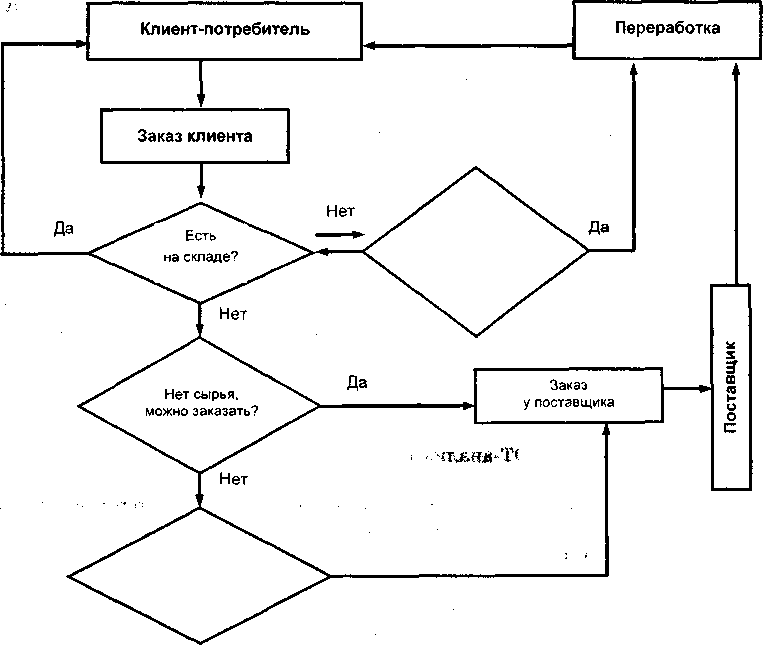 Клиент-потребитель
Переработка
Заказ клиента
Да
Есть
на складе?
Нет
Да
Нет
Нет сырья,
можно заказать?
Да
Заказ
у поставщика
Поставщик
Нет